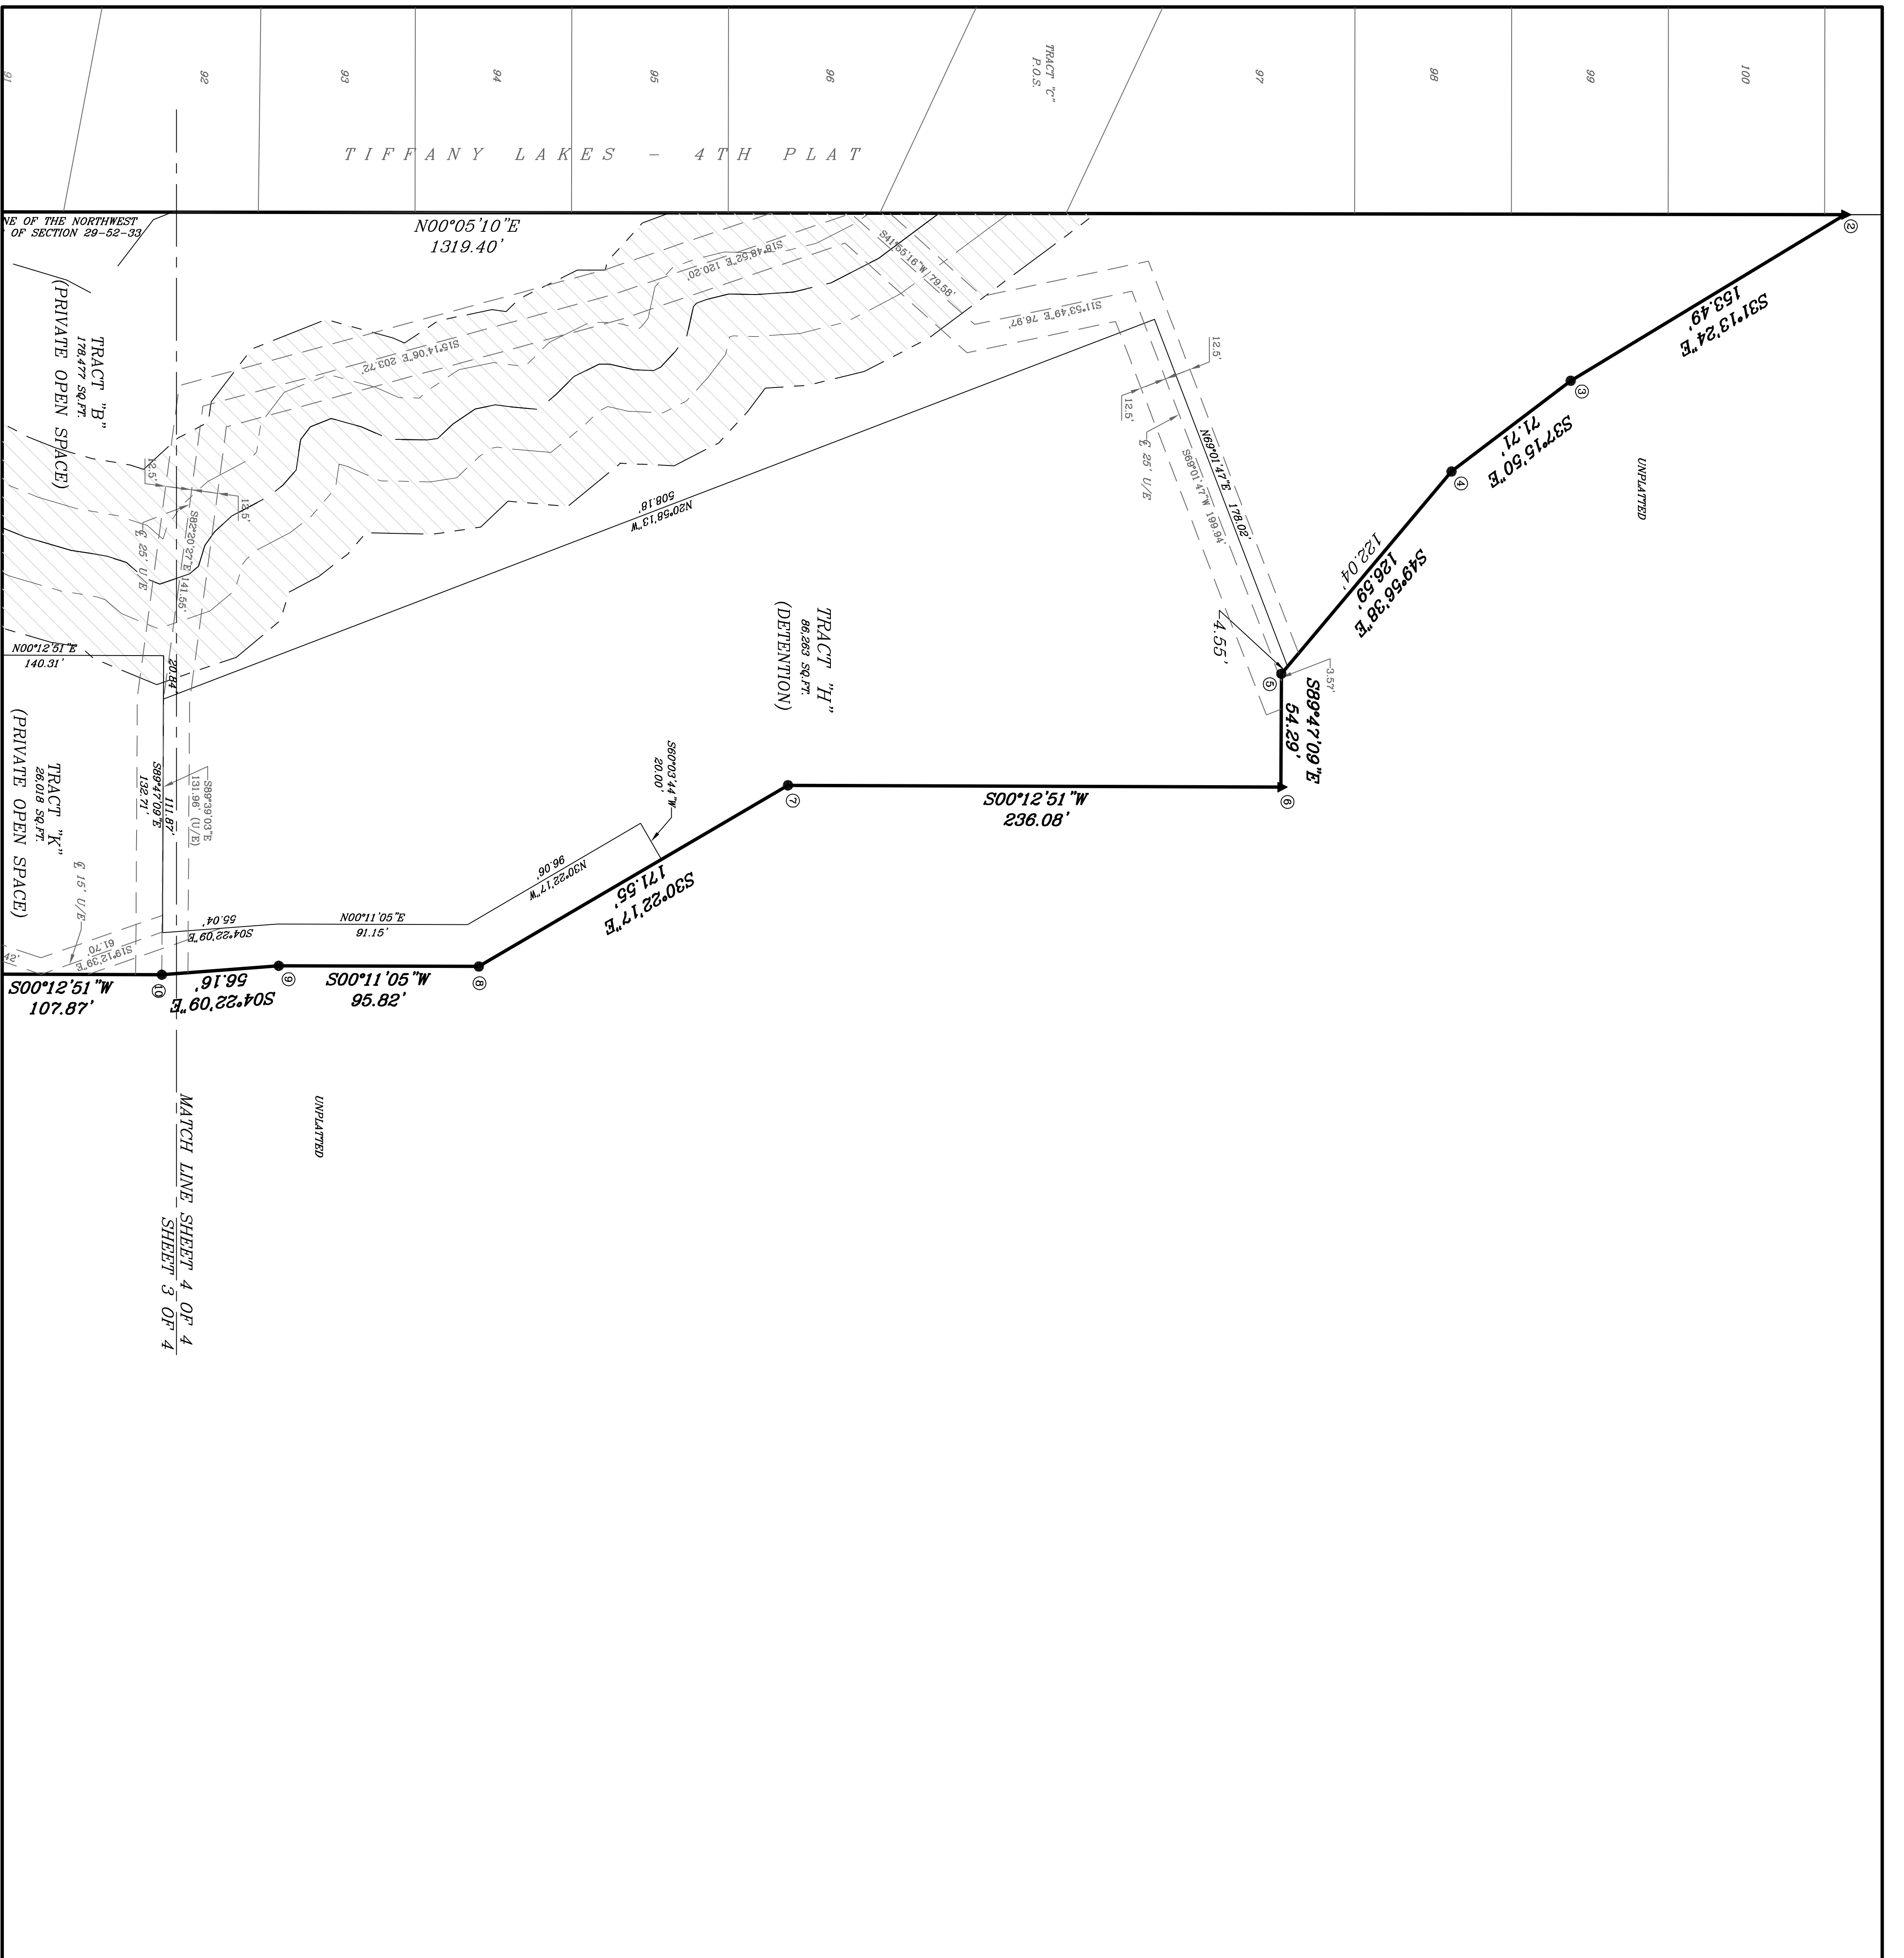 91
92
93
94
95
96
TRACT "C"
P.O.S.
97
98
99
100
TIFFANY LAKES - 4TH PLAT
NE OF THE NORTHWEST
OF SECTION 29-52-33
N00°05'10"E
1319.40'
②
S31°13'24"E
153.49'
③
S37°15'50"E
71.71'
④
UNPLATTED
S49°56'38"E
126.59'
122.04'
4.55'
⑤
3.57'
S89°47'09"E
54.29'
⑥
S00°12'51"W
236.08'
⑦
S30°22'17"E
171.55'
⑧
S00°11'05"W
95.82'
⑨
S04°22'09"E
56.16'
⑩
S00°12'51"W
107.87'
S41°55'16"W 79.58'
S18°48'52"E 120.20'
S11°53'49"E 76.97'
S15°14'06"E 203.72'
12.5'
12.5'
℄ 25' U/E
N69°01'47"E 178.02'
S69°01'47"W 199.94'
N20°58'13"W
508.18'
TRACT "B"
178,477 SQ.FT.
(PRIVATE OPEN SPACE)
12.5'
12.5'
S82°20'27"E 141.55'
℄ 25' U/E
TRACT "H"
86,263 SQ.FT.
(DETENTION)
N00°12'51"E
140.31'
20.84
111.87'
S89°47'09"E
132.71'
S89°39'03"E
131.96' (U/E)
S60°03'44"W
20.00'
N30°22'17"W
96.06'
N00°11'05"E
91.15'
S04°22'09"E
55.04'
TRACT "K"
26,018 SQ.FT.
(PRIVATE OPEN SPACE)
℄ 15' U/E
S19°12'39"E
61.70'
42'
UNPLATTED
MATCH LINE SHEET 4 OF 4
SHEET 3 OF 4